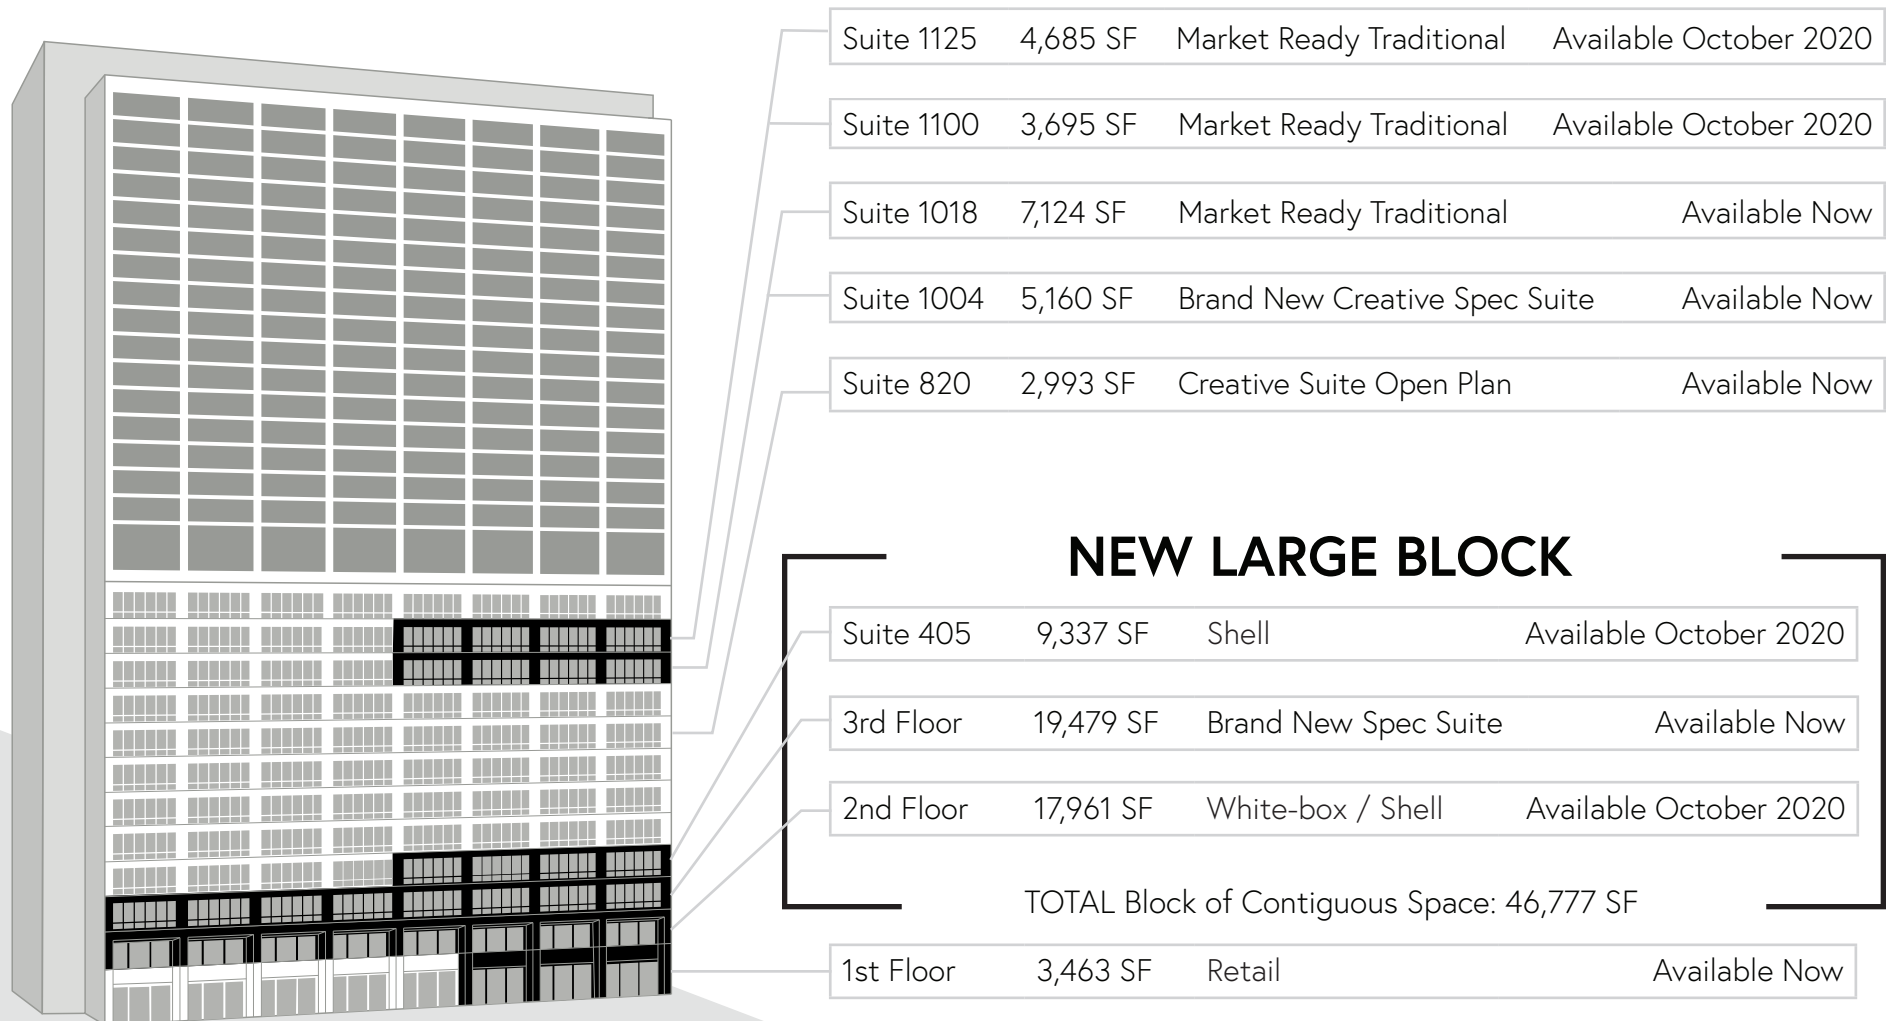 Suite 1125 4,685 SF Market Ready Traditional Available October 2020
Suite 1100 3,695 SF Market Ready Traditional Available October 2020
Suite 1018 7,124 SF Market Ready Traditional Available Now
Suite 1004 5,160 SF Brand New Creative Spec Suite Available Now
Suite 820 2,993 SF Creative Suite Open Plan Available Now
NEW LARGE BLOCK
Suite 405 9,337 SF Shell Available October 2020
3rd Floor 19,479 SF Brand New Spec Suite Available Now
2nd Floor 17,961 SF White-box / Shell Available October 2020
TOTAL Block of Contiguous Space: 46,777 SF
1st Floor 3,463 SF Retail Available Now